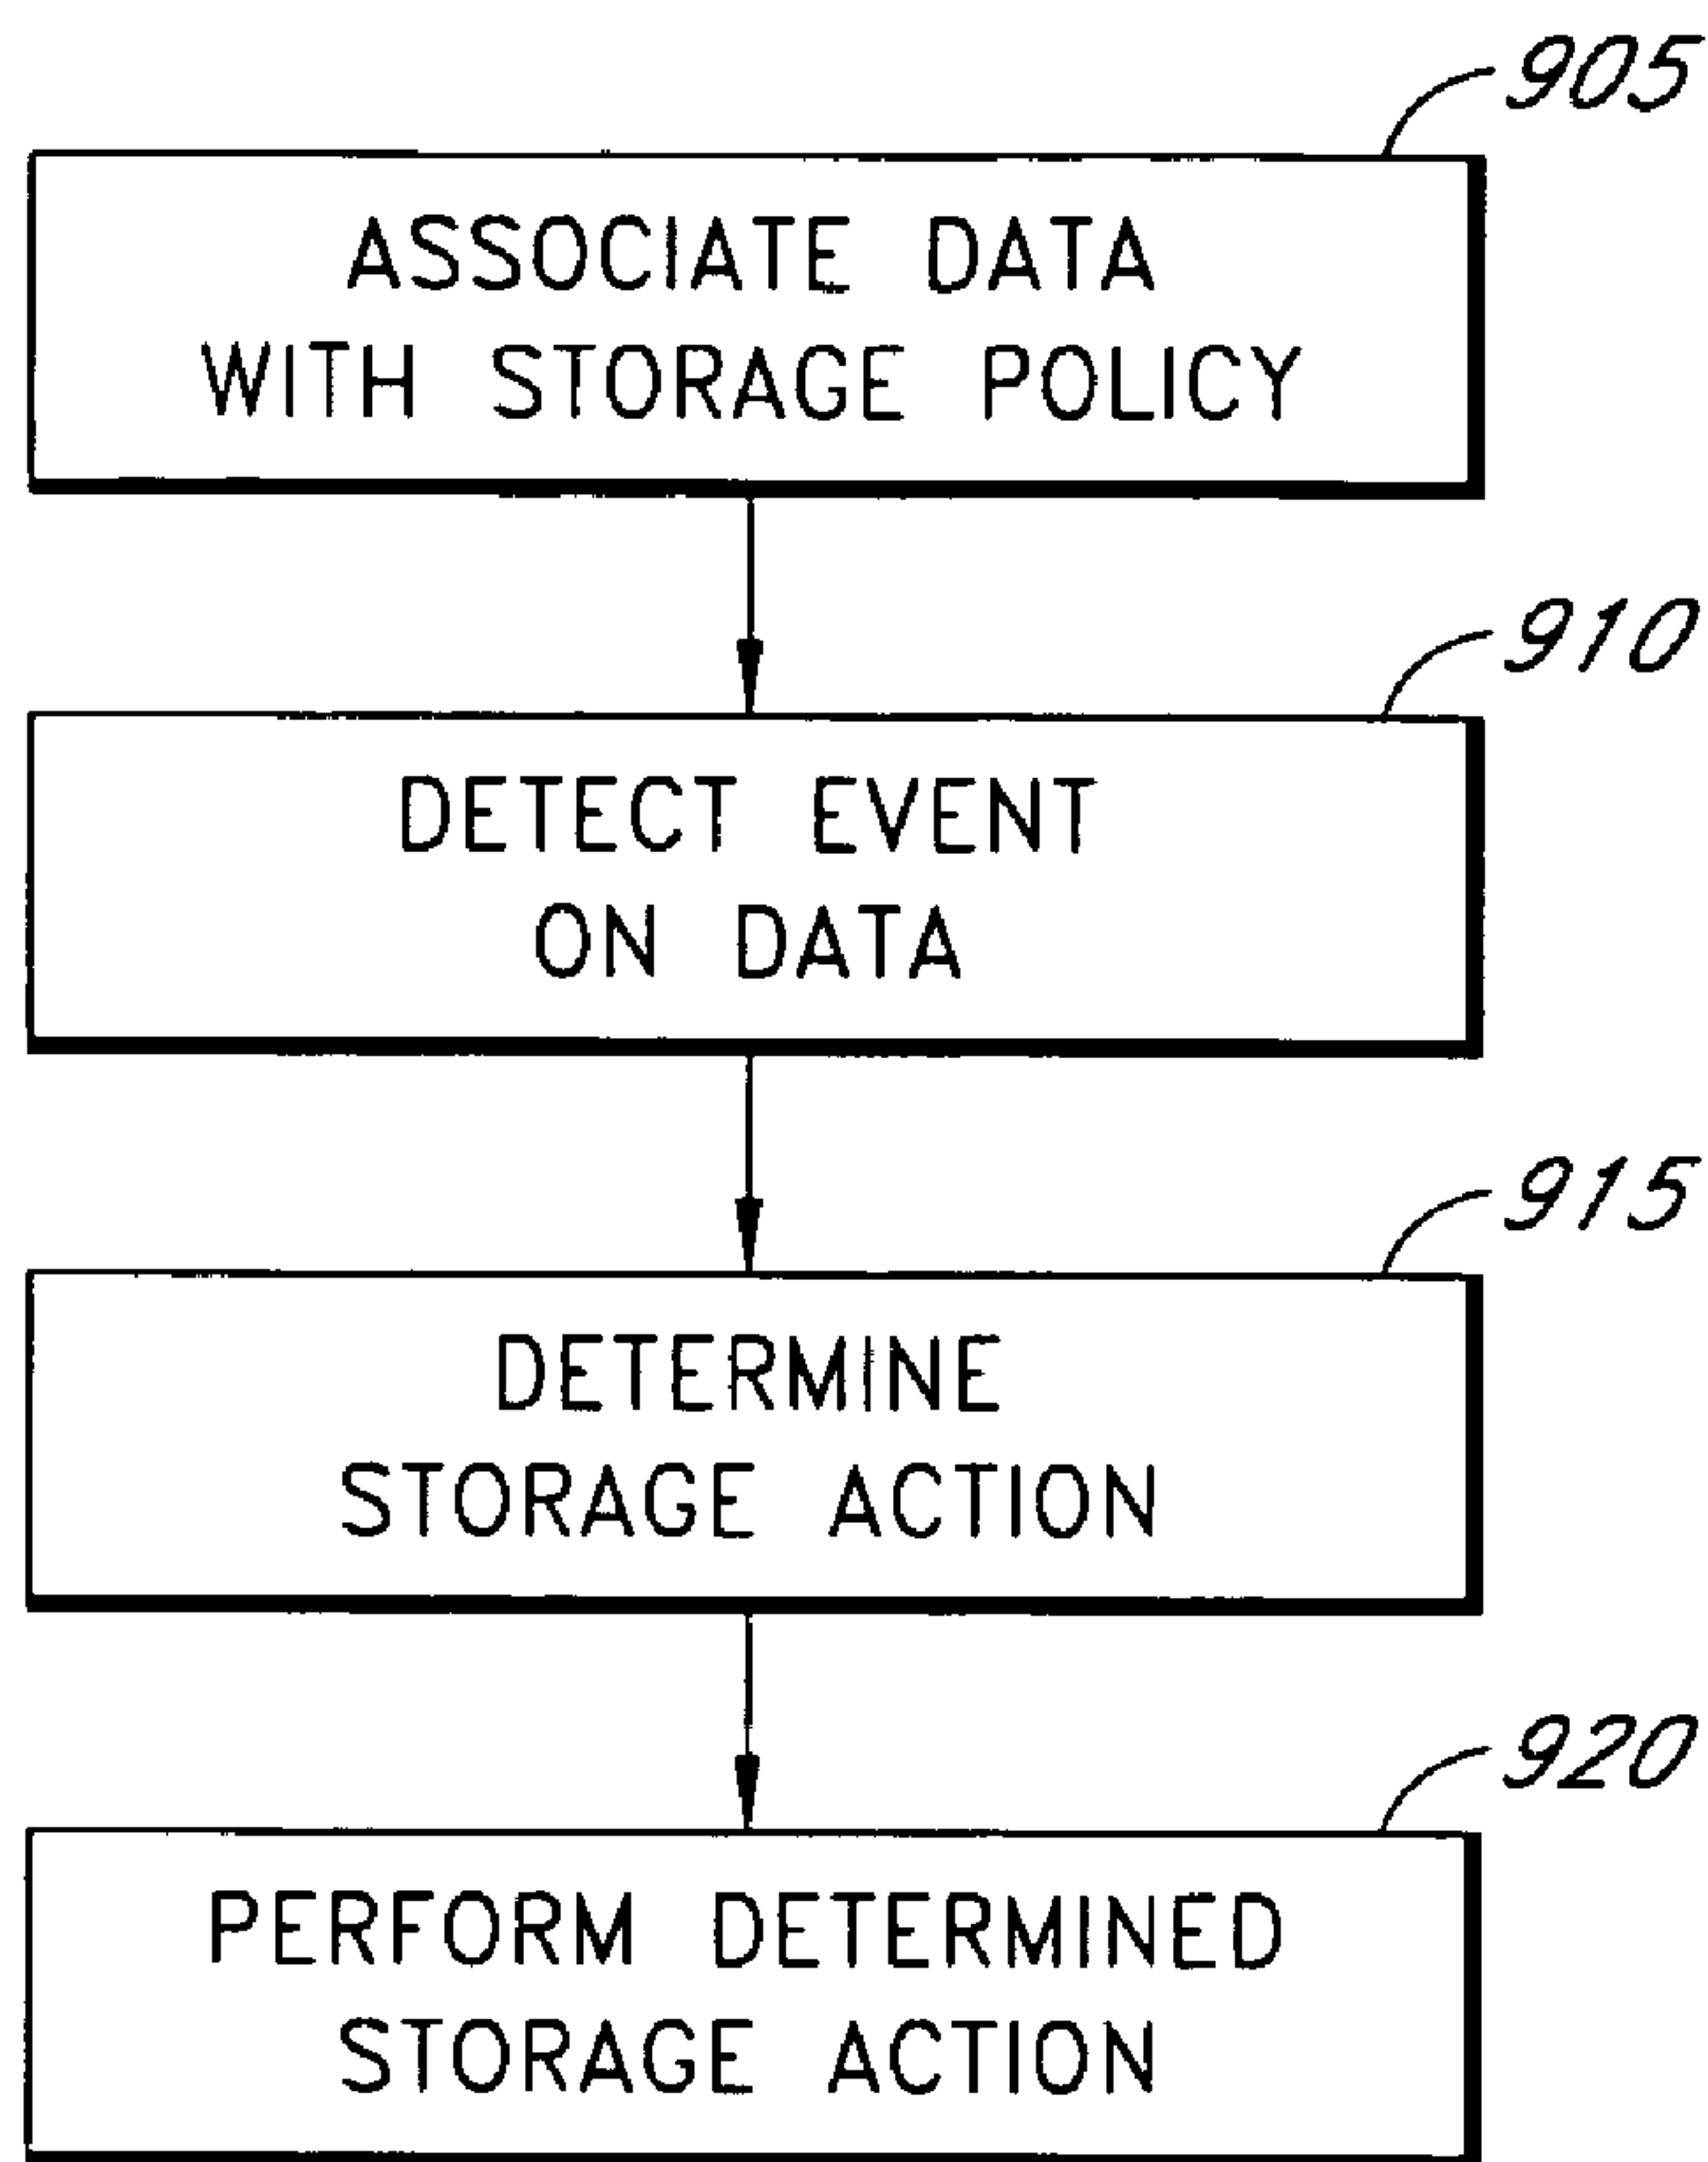 905
ASSOCIATE DATA
WITH STORAGE POLICY
910
DETECT EVENT
ON DATA
915
DETERMINE
STORAGE ACTION
920
PERFORM DETERMINED
STORAGE ACTION